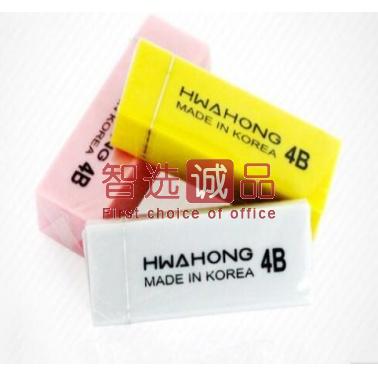 HWAHONG
MADE IN KOREA 4B
4B
智选诚品
First choice of office
HWAHONG
MADE IN KOREA 4B